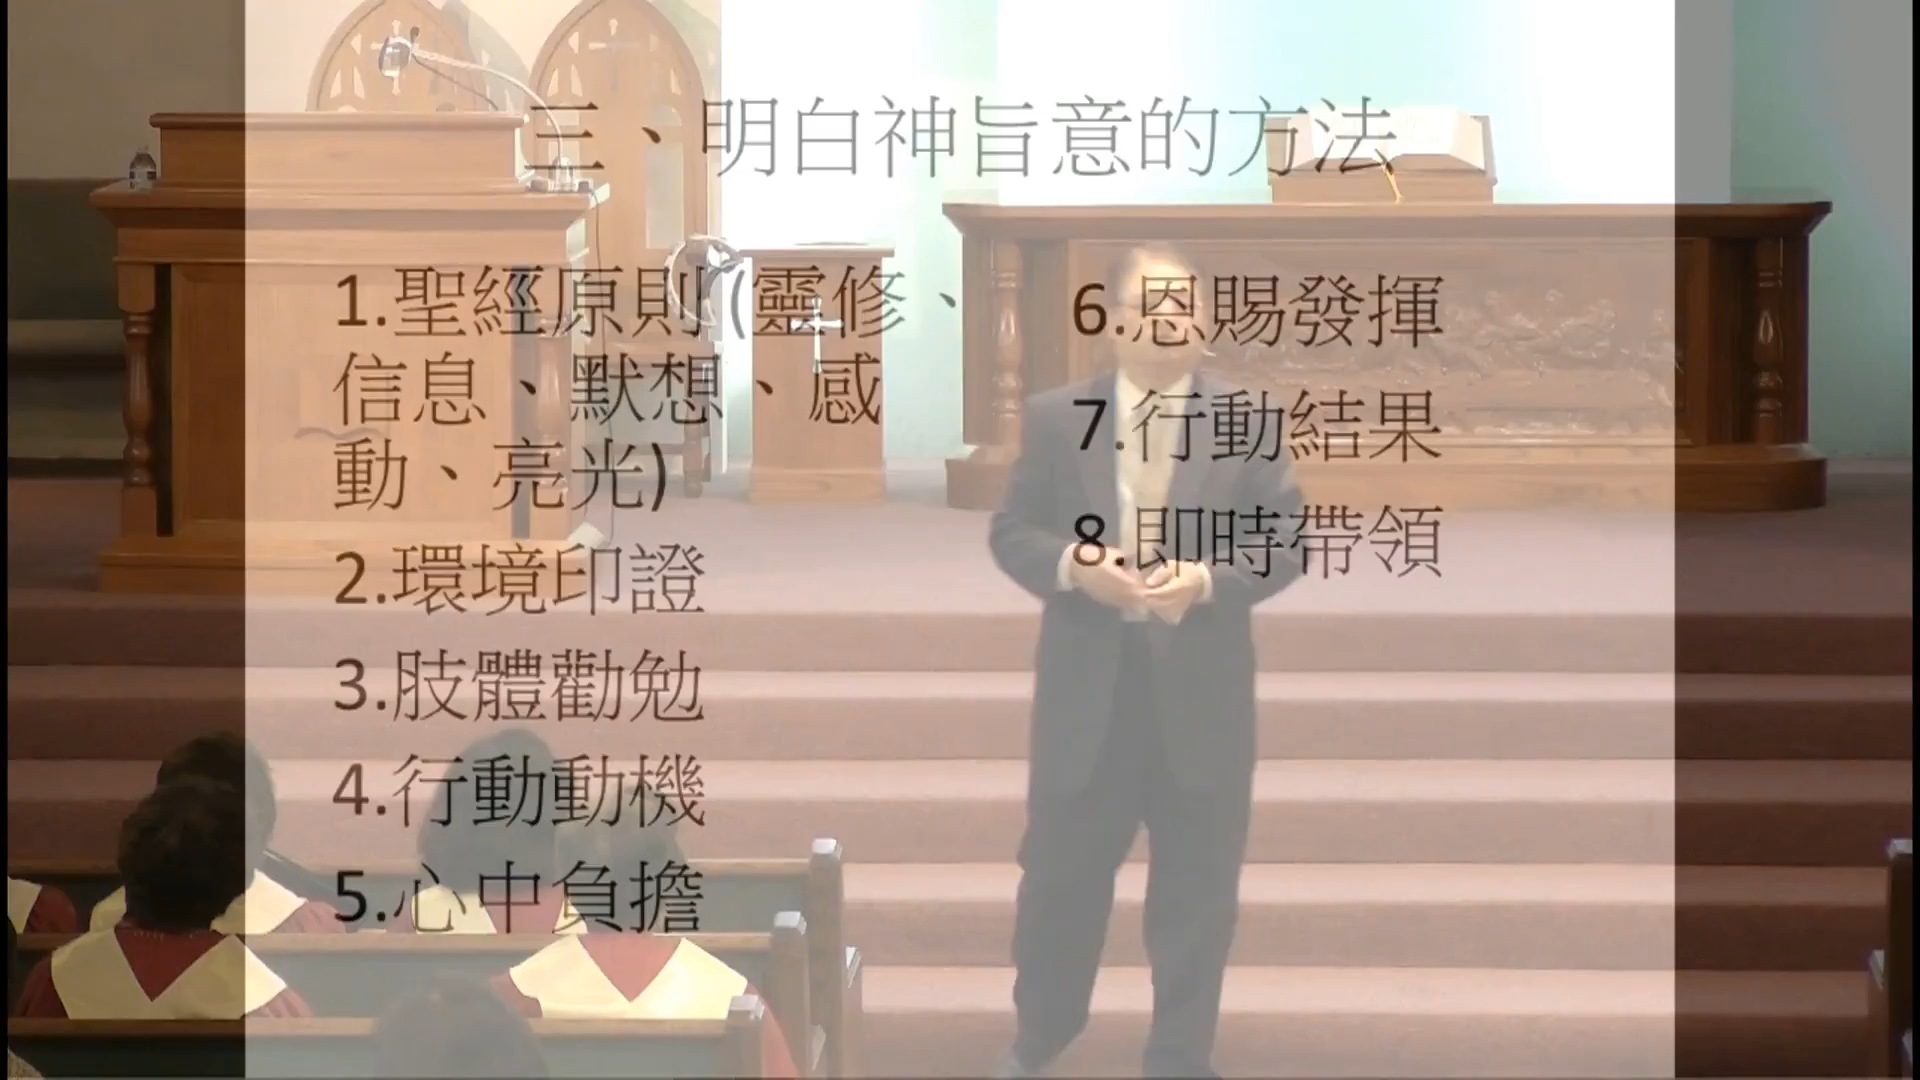 三、明白神旨意的方法
1.聖經原則(靈修、
信息、默想、感
動、亮光)
2.環境印證
3.肢體勸勉
4.行動動機
5.心中負擔
6.恩賜發揮
7.行動結果
8.即時帶領